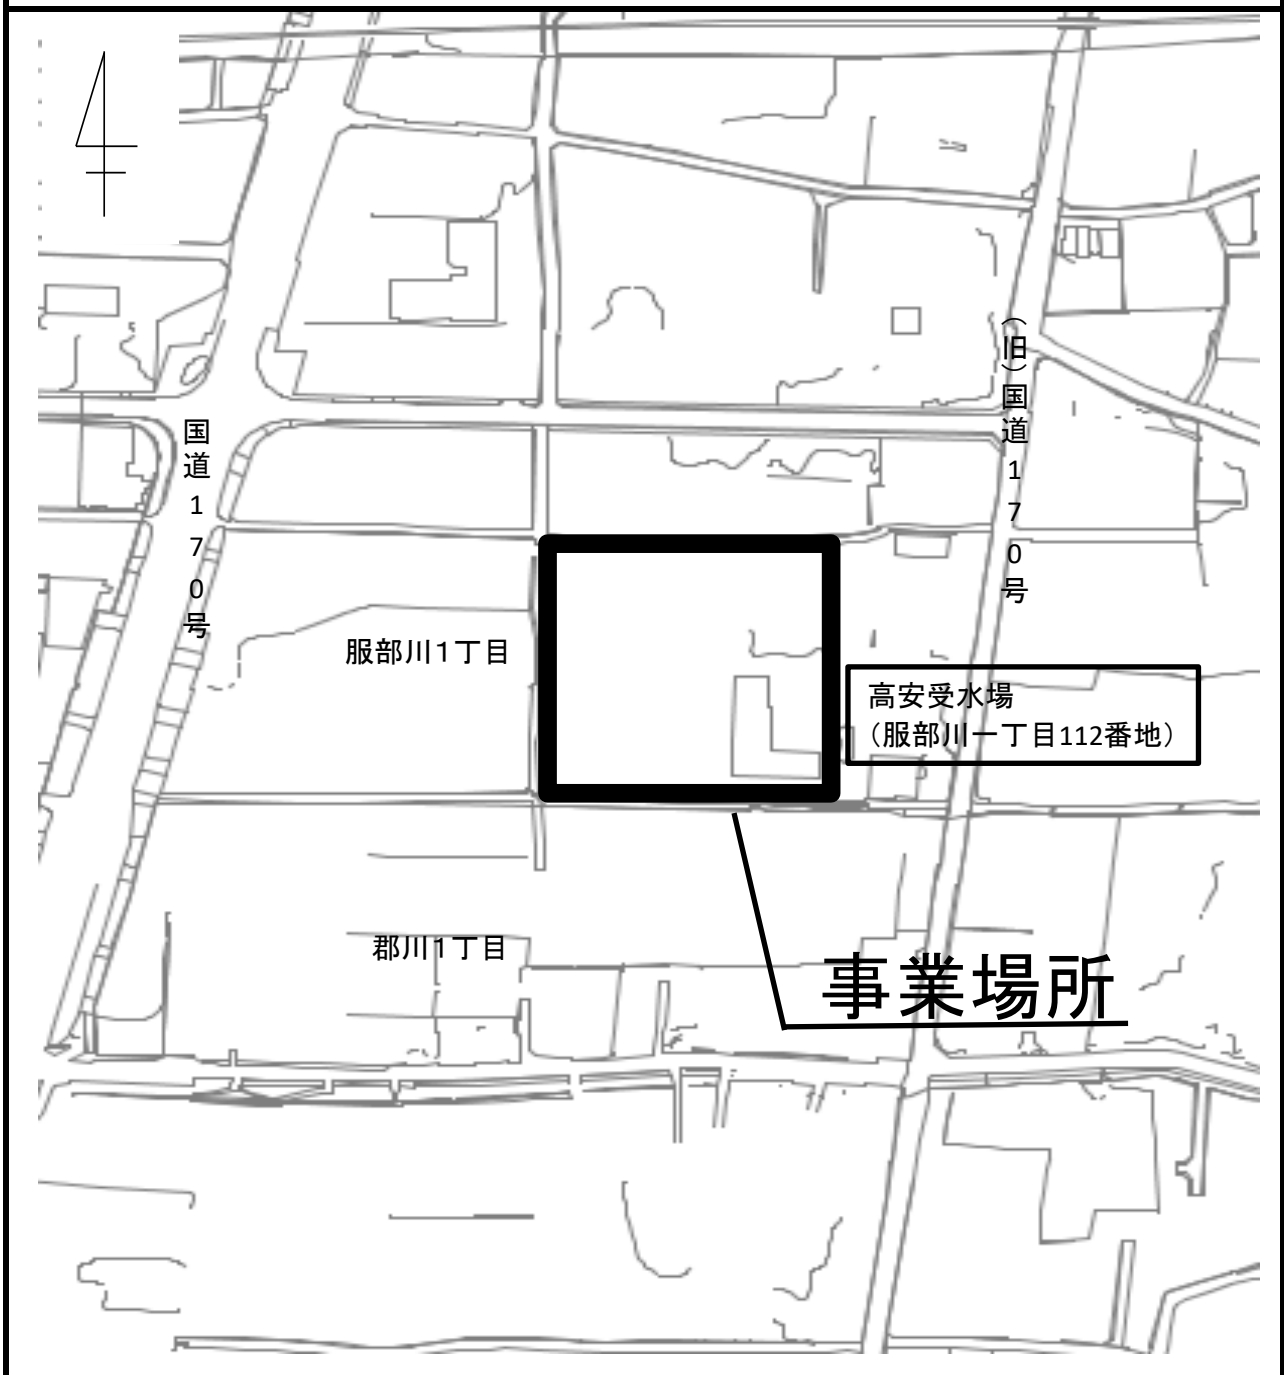 (旧)国道170号
国道170号
服部川1丁目
高安受水場
(服部川一丁目112番地)
郡川1丁目
事業場所